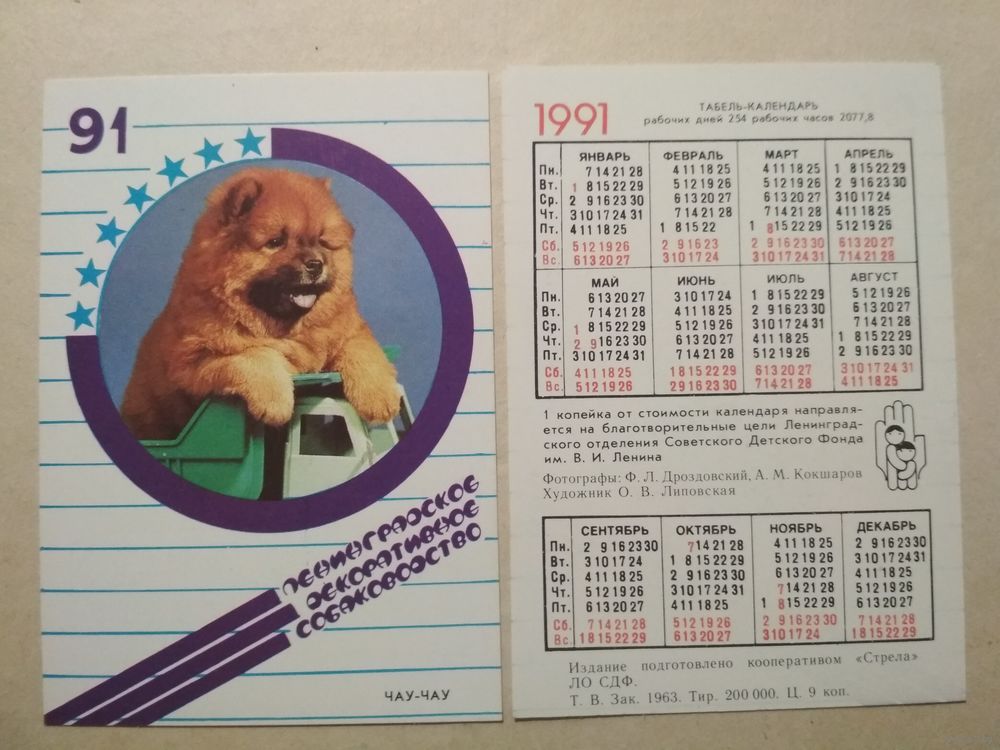 91
ЛЕНИНГРАДСКОЕ
ДЕКОРАТИВНОЕ
СОБАКОВОДСТВО
ЧАУ-ЧАУ
1991
ТАБЕЛЬ-КАЛЕНДАРЬ
рабочих дней 254 рабочих часов 2077,8
ЯНВАРЬ ФЕВРАЛЬ МАРТ АПРЕЛЬ
Пн. 7 14 21 28 4 11 18 25 4 11 18 25 1 8 15 22 29
Вт. 1 8 15 22 29 5 12 19 26 5 12 19 26 2 9 16 23 30
Ср. 2 9 16 23 30 6 13 20 27 6 13 20 27 3 10 17 24
Чт. 3 10 17 24 31 7 14 21 28 7 14 21 28 4 11 18 25
Пт. 4 11 18 25 1 8 15 22 1 8 15 22 29 5 12 19 26
Сб. 5 12 19 26 2 9 16 23 2 9 16 23 30 6 13 20 27
Вс. 6 13 20 27 3 10 17 24 3 10 17 24 31 7 14 21 28
МАЙ ИЮНЬ ИЮЛЬ АВГУСТ
Пн. 6 13 20 27 3 10 17 24 1 8 15 22 29 5 12 19 26
Вт. 7 14 21 28 4 11 18 25 2 9 16 23 30 6 13 20 27
Ср. 1 8 15 22 29 5 12 19 26 3 10 17 24 31 7 14 21 28
Чт. 2 9 16 23 30 6 13 20 27 4 11 18 25 1 8 15 22 29
Пт. 3 10 17 24 31 7 14 21 28 5 12 19 26 2 9 16 23 30
Сб. 4 11 18 25 1 8 15 22 29 6 13 20 27 3 10 17 24 31
Вс. 5 12 19 26 2 9 16 23 30 7 14 21 28 4 11 18 25
1 копейка от стоимости календаря направля-
ется на благотворительные цели Ленинград-
ского отделения Советского Детского Фонда
им. В. И. Ленина
Фотографы: Ф. Л. Дроздовский, А. М. Кокшаров
Художник О. В. Липовская
СЕНТЯБРЬ ОКТЯБРЬ НОЯБРЬ ДЕКАБРЬ
Пн. 2 9 16 23 30 7 14 21 28 4 11 18 25 2 9 16 23 30
Вт. 3 10 17 24 1 8 15 22 29 5 12 19 26 3 10 17 24 31
Ср. 4 11 18 25 2 9 16 23 30 6 13 20 27 4 11 18 25
Чт. 5 12 19 26 3 10 17 24 31 7 14 21 28 5 12 19 26
Пт. 6 13 20 27 4 11 18 25 1 8 15 22 29 6 13 20 27
Сб. 7 14 21 28 5 12 19 26 2 9 16 23 30 7 14 21 28
Вс. 1 8 15 22 29 6 13 20 27 3 10 17 24 1 8 15 22 29
Издание подготовлено кооперативом «Стрела»
ЛО СДФ.
Т. В. Зак. 1963. Тир. 200 000. Ц. 9 коп.